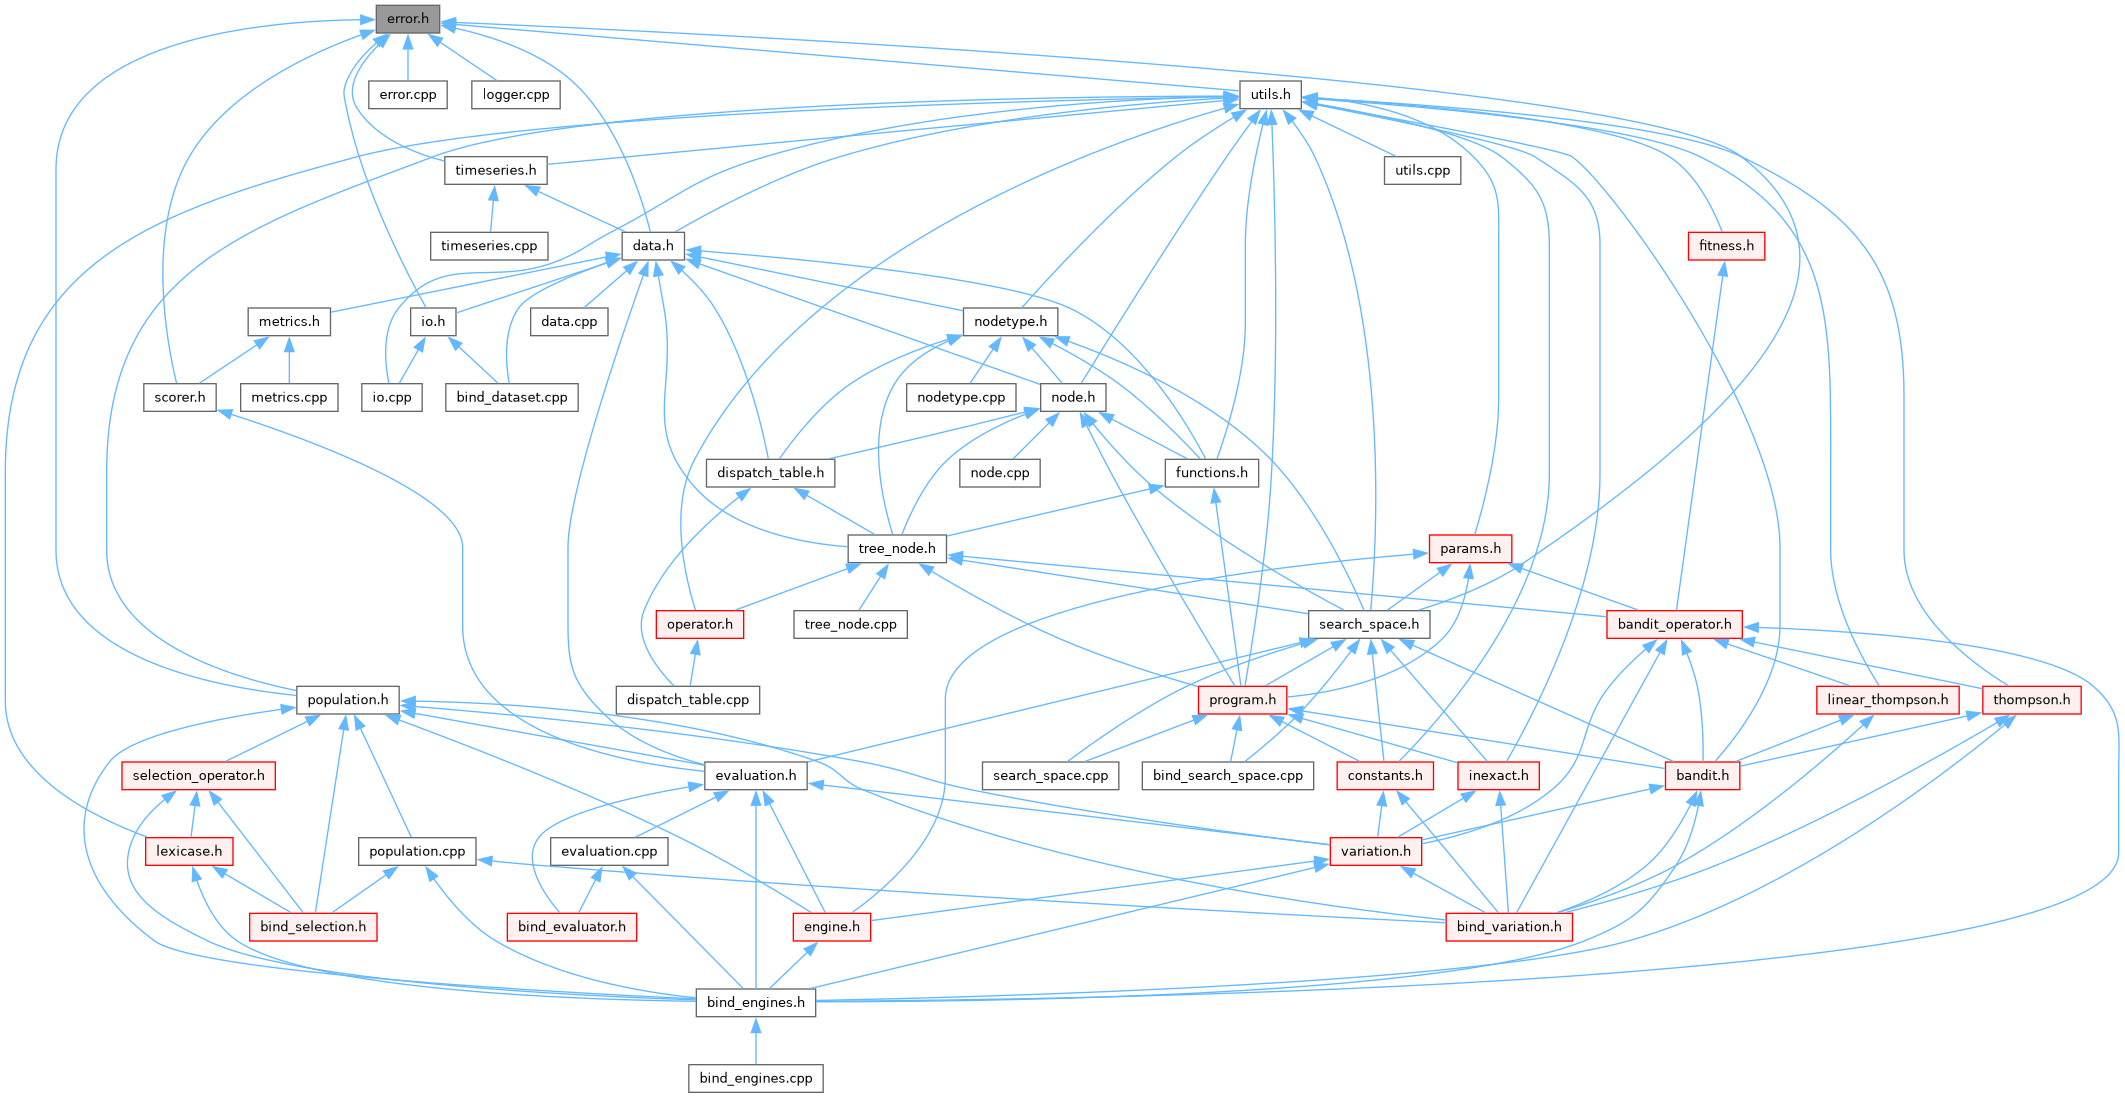 error.h
error.cpp
logger.cpp
utils.h
timeseries.h
utils.cpp
timeseries.cpp
data.h
fitness.h
metrics.h
io.h
data.cpp
nodetype.h
scorer.h
metrics.cpp
io.cpp
bind_dataset.cpp
nodetype.cpp
node.h
dispatch_table.h
node.cpp
functions.h
tree_node.h
params.h
operator.h
tree_node.cpp
search_space.h
bandit_operator.h
population.h
dispatch_table.cpp
program.h
linear_thompson.h
thompson.h
selection_operator.h
evaluation.h
search_space.cpp
bind_search_space.cpp
constants.h
inexact.h
bandit.h
lexicase.h
population.cpp
evaluation.cpp
variation.h
bind_selection.h
bind_evaluator.h
engine.h
bind_variation.h
bind_engines.h
bind_engines.cpp